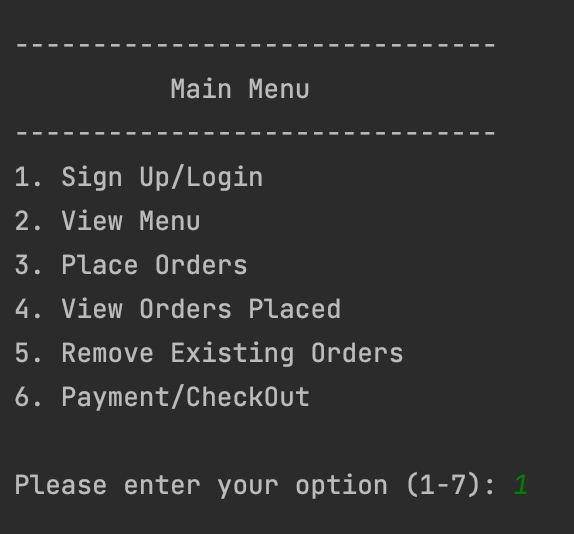 -------------------------------
Main Menu
-------------------------------
1. Sign Up/Login
2. View Menu
3. Place Orders
4. View Orders Placed
5. Remove Existing Orders
6. Payment/CheckOut
Please enter your option (1-7): 1